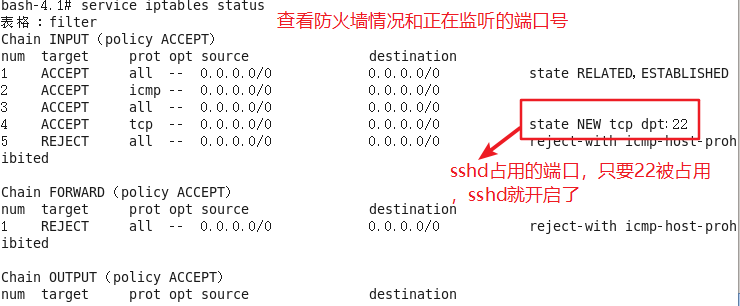 bash-4.1# service iptables status
表格：filter
查看防火墙情况和正在监听的端口号
Chain INPUT (policy ACCEPT)
num  target     prot opt source               destination
1    ACCEPT     all  --  0.0.0.0/0            0.0.0.0/0           state RELATED,ESTABLISHED
2    ACCEPT     icmp --  0.0.0.0/0            0.0.0.0/0
3    ACCEPT     all  --  0.0.0.0/0            0.0.0.0/0
4    ACCEPT     tcp  --  0.0.0.0/0            0.0.0.0/0           state NEW tcp dpt:22
5    REJECT     all  --  0.0.0.0/0            0.0.0.0/0           reject-with icmp-host-proh
ibited
sshd占用的端口，只要22被占用
，sshd就开启了
Chain FORWARD (policy ACCEPT)
num  target     prot opt source               destination
1    REJECT     all  --  0.0.0.0/0            0.0.0.0/0           reject-with icmp-host-proh
ibited
Chain OUTPUT (policy ACCEPT)
num  target     prot opt source               destination